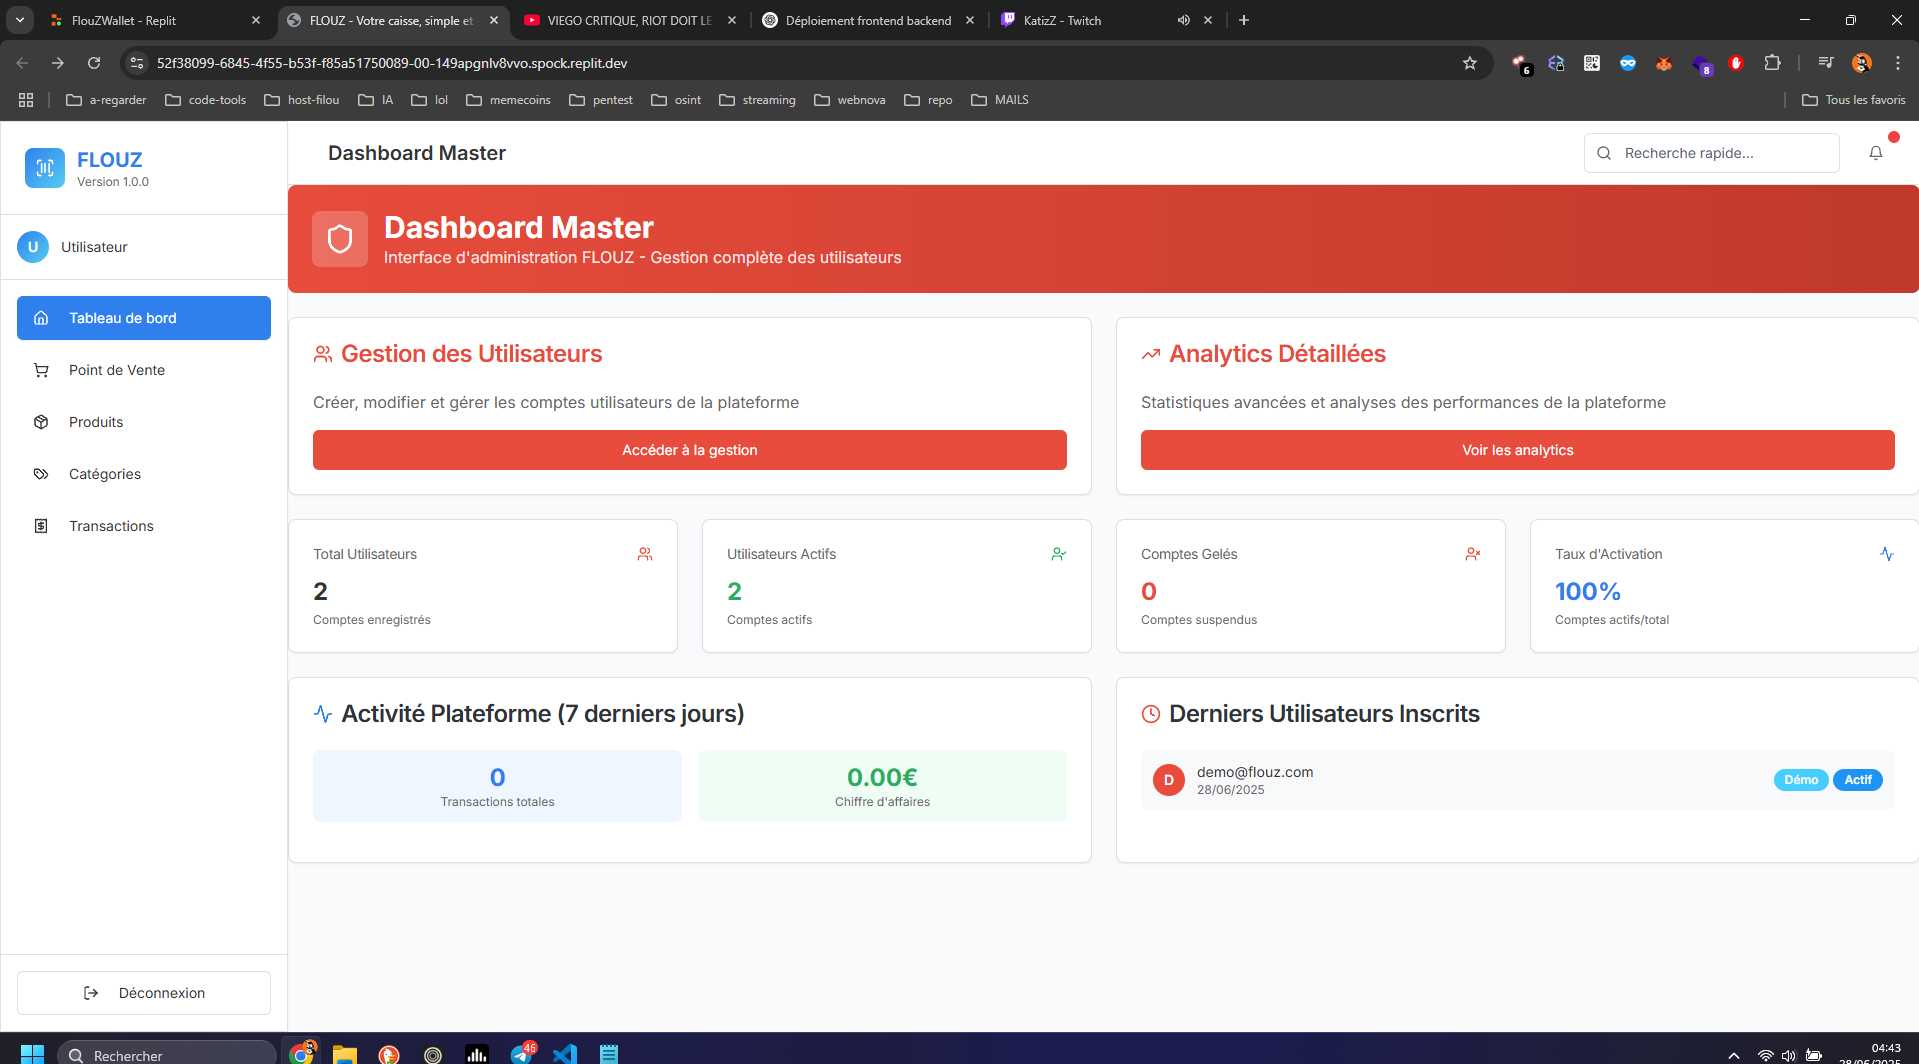 FlouZWallet - Replit
FLOUZ - Votre caisse, simple et
VIEGO CRITIQUE, RIOT DOIT LE
Déploiement frontend backend
KatizZ - Twitch
52f38099-6845-4f55-b53f-f85a51750089-00-149apgnlv8vvo.spock.replit.dev
6
8
a-regarder
code-tools
host-filou
IA
lol
memecoins
pentest
osint
streaming
webnova
repo
MAILS
Tous les favoris
FLOUZ
Version 1.0.0
Dashboard Master
Recherche rapide...
U
Utilisateur
Tableau de bord
Point de Vente
Produits
Catégories
Transactions
Déconnexion
Dashboard Master
Interface d'administration FLOUZ - Gestion complète des utilisateurs
Gestion des Utilisateurs
Créer, modifier et gérer les comptes utilisateurs de la plateforme
Accéder à la gestion
Analytics Détaillées
Statistiques avancées et analyses des performances de la plateforme
Voir les analytics
Total Utilisateurs
2
Comptes enregistrés
Utilisateurs Actifs
2
Comptes actifs
Comptes Gelés
0
Comptes suspendus
Taux d'Activation
100%
Comptes actifs/total
Activité Plateforme (7 derniers jours)
0
Transactions totales
0.00€
Chiffre d'affaires
Derniers Utilisateurs Inscrits
D
demo@flouz.com
28/06/2025
Démo
Actif
Rechercher
46
04:43
28/06/2025